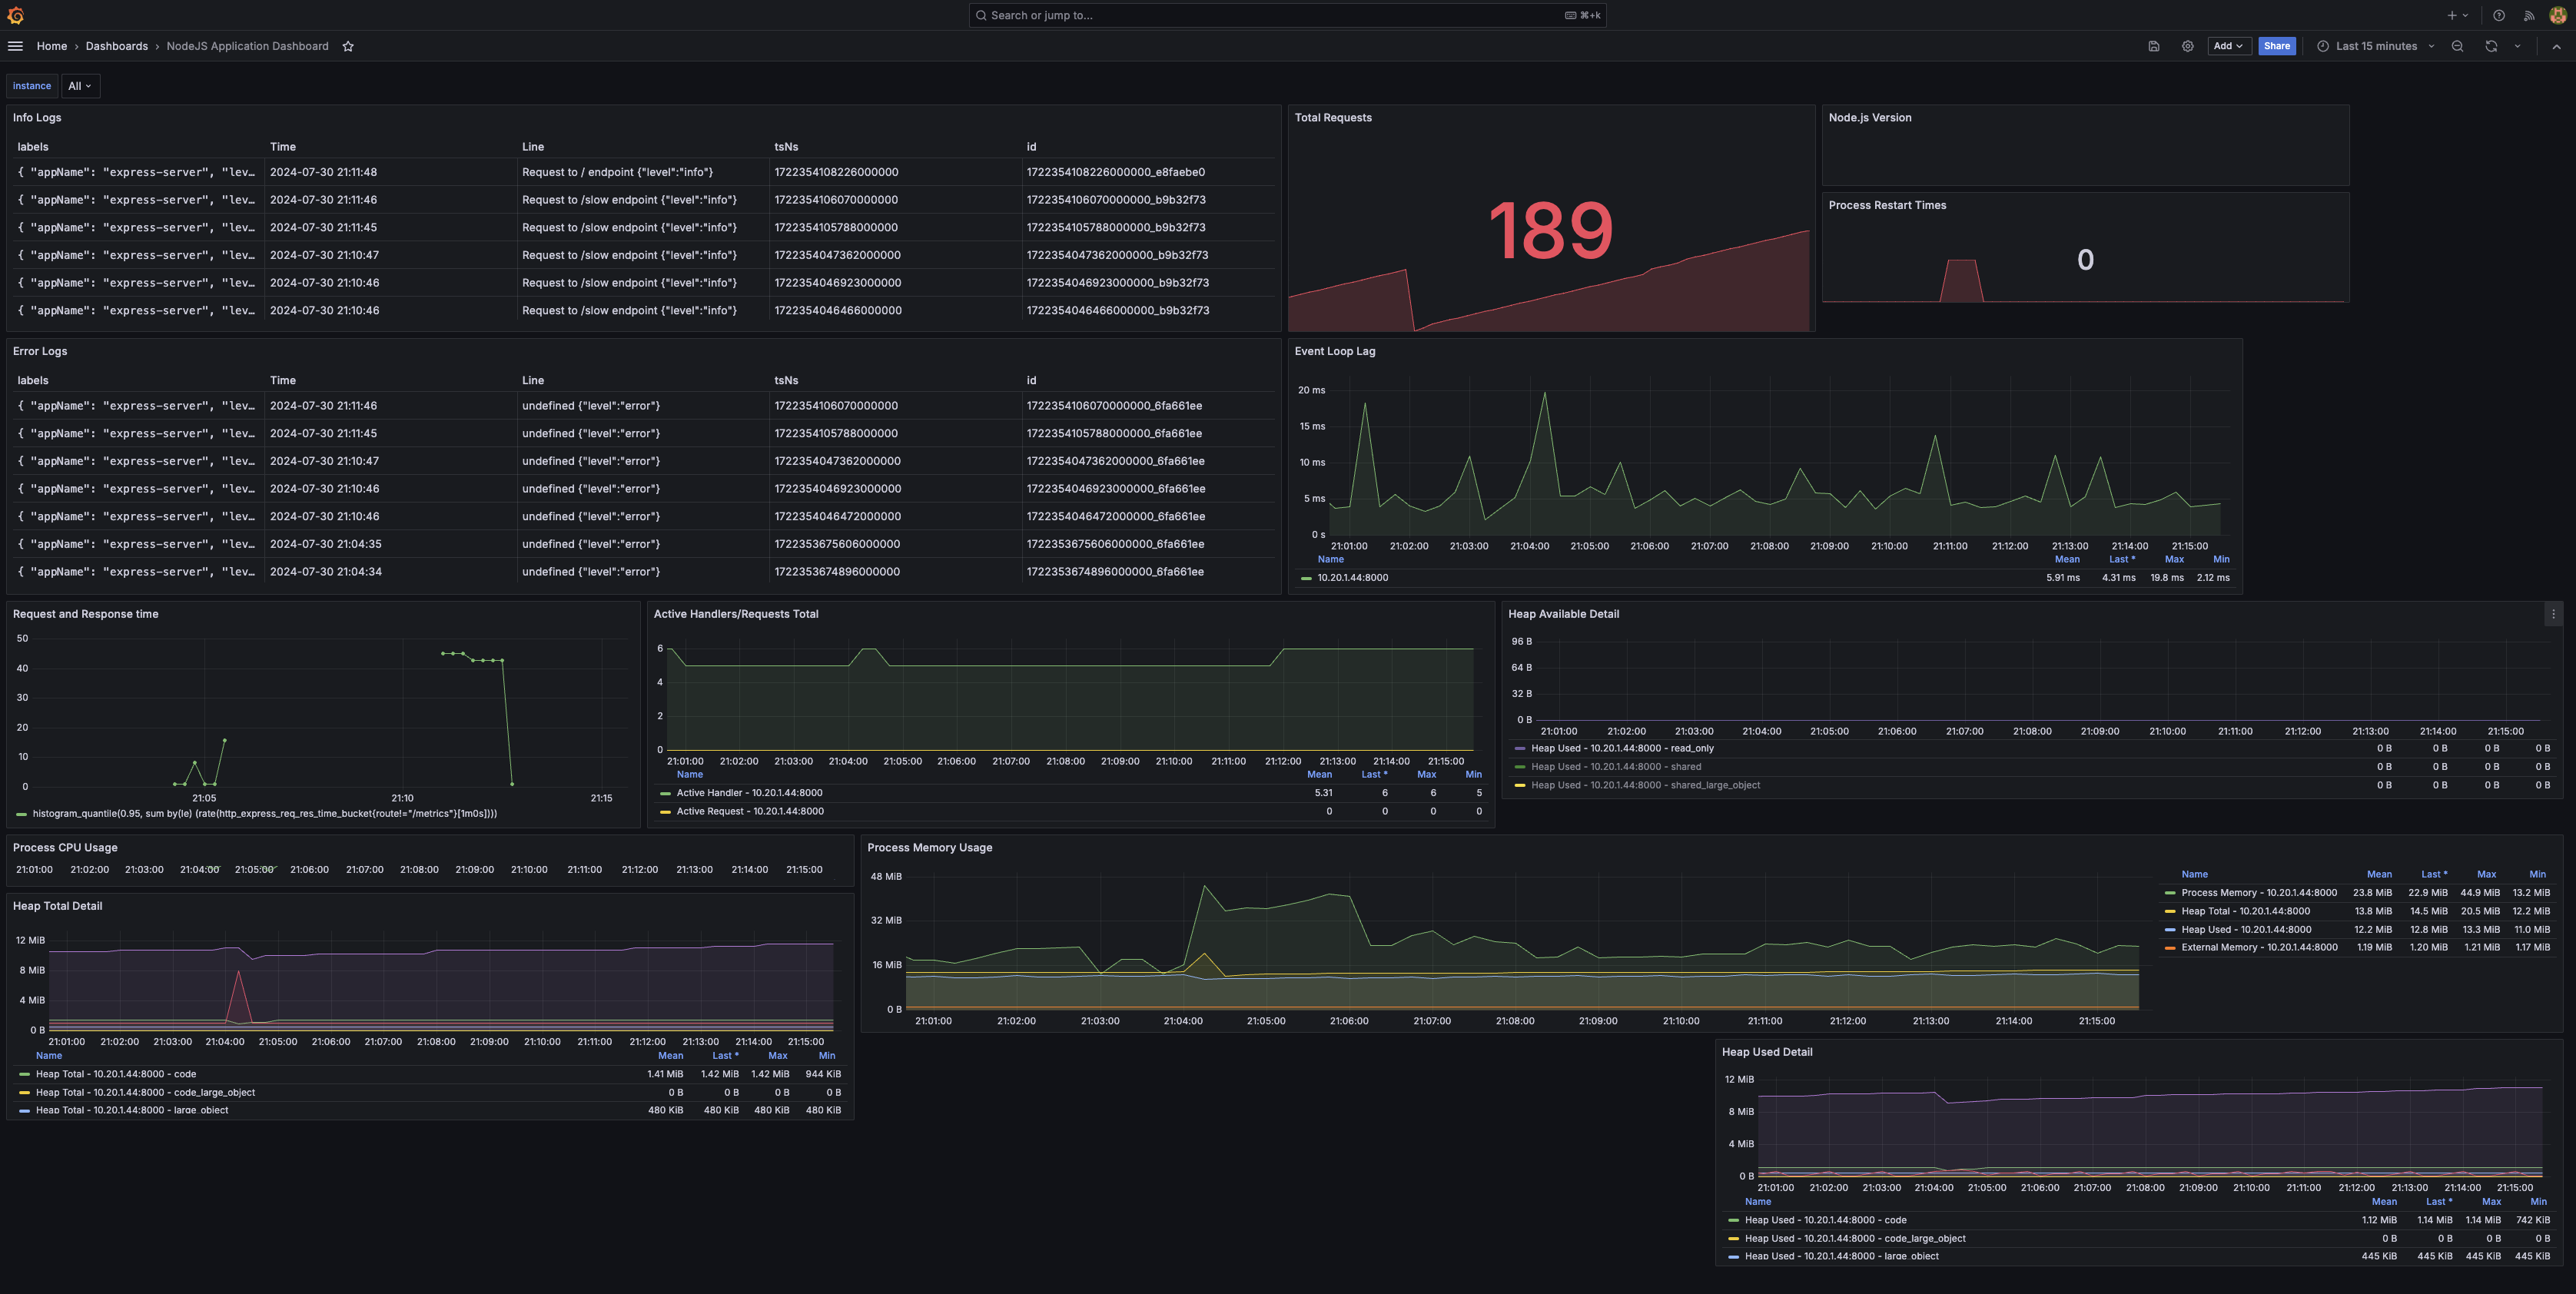 Search or jump to...
⌘+k
Home › Dashboards › NodeJS Application Dashboard
Add
Share
Last 15 minutes
instance
All
Info Logs
labels Time Line tsNs id
{ "appName": "express-server", "lev… 2024-07-30 21:11:48 Request to / endpoint {"level":"info"} 1722354108226000000 1722354108226000000_e8faebe0
{ "appName": "express-server", "lev… 2024-07-30 21:11:46 Request to /slow endpoint {"level":"info"} 1722354106070000000 1722354106070000000_b9b32f73
{ "appName": "express-server", "lev… 2024-07-30 21:11:45 Request to /slow endpoint {"level":"info"} 1722354105788000000 1722354105788000000_b9b32f73
{ "appName": "express-server", "lev… 2024-07-30 21:10:47 Request to /slow endpoint {"level":"info"} 1722354047362000000 1722354047362000000_b9b32f73
{ "appName": "express-server", "lev… 2024-07-30 21:10:46 Request to /slow endpoint {"level":"info"} 1722354046923000000 1722354046923000000_b9b32f73
{ "appName": "express-server", "lev… 2024-07-30 21:10:46 Request to /slow endpoint {"level":"info"} 1722354046466000000 1722354046466000000_b9b32f73
Total Requests
189
Node.js Version
Process Restart Times
0
Error Logs
labels Time Line tsNs id
{ "appName": "express-server", "lev… 2024-07-30 21:11:46 undefined {"level":"error"} 1722354106070000000 1722354106070000000_6fa661ee
{ "appName": "express-server", "lev… 2024-07-30 21:11:45 undefined {"level":"error"} 1722354105788000000 1722354105788000000_6fa661ee
{ "appName": "express-server", "lev… 2024-07-30 21:10:47 undefined {"level":"error"} 1722354047362000000 1722354047362000000_6fa661ee
{ "appName": "express-server", "lev… 2024-07-30 21:10:46 undefined {"level":"error"} 1722354046923000000 1722354046923000000_6fa661ee
{ "appName": "express-server", "lev… 2024-07-30 21:10:46 undefined {"level":"error"} 1722354046472000000 1722354046472000000_6fa661ee
{ "appName": "express-server", "lev… 2024-07-30 21:04:35 undefined {"level":"error"} 1722353675606000000 1722353675606000000_6fa661ee
{ "appName": "express-server", "lev… 2024-07-30 21:04:34 undefined {"level":"error"} 1722353674896000000 1722353674896000000_6fa661ee
Event Loop Lag
20 ms
15 ms
10 ms
5 ms
0 s
21:01:00 21:02:00 21:03:00 21:04:00 21:05:00 21:06:00 21:07:00 21:08:00 21:09:00 21:10:00 21:11:00 21:12:00 21:13:00 21:14:00 21:15:00
Name Mean Last * Max Min
10.20.1.44:8000 5.91 ms 4.31 ms 19.8 ms 2.12 ms
Request and Response time
50
40
30
20
10
0
21:05 21:10 21:15
histogram_quantile(0.95, sum by(le) (rate(http_express_req_res_time_bucket{route!="/metrics"}[1m0s])))
Active Handlers/Requests Total
6
4
2
0
21:01:00 21:02:00 21:03:00 21:04:00 21:05:00 21:06:00 21:07:00 21:08:00 21:09:00 21:10:00 21:11:00 21:12:00 21:13:00 21:14:00 21:15:00
Name Mean Last * Max Min
Active Handler - 10.20.1.44:8000 5.31 6 6 5
Active Request - 10.20.1.44:8000 0 0 0 0
Heap Available Detail
96 B
64 B
32 B
0 B
21:01:00 21:02:00 21:03:00 21:04:00 21:05:00 21:06:00 21:07:00 21:08:00 21:09:00 21:10:00 21:11:00 21:12:00 21:13:00 21:14:00 21:15:00
Heap Used - 10.20.1.44:8000 - read_only 0 B 0 B 0 B 0 B
Heap Used - 10.20.1.44:8000 - shared 0 B 0 B 0 B 0 B
Heap Used - 10.20.1.44:8000 - shared_large_object 0 B 0 B 0 B 0 B
Process CPU Usage
21:01:00 21:02:00 21:03:00 21:04:00 21:05:00 21:06:00 21:07:00 21:08:00 21:09:00 21:10:00 21:11:00 21:12:00 21:13:00 21:14:00 21:15:00
Process Memory Usage
48 MiB
32 MiB
16 MiB
0 B
21:01:00 21:02:00 21:03:00 21:04:00 21:05:00 21:06:00 21:07:00 21:08:00 21:09:00 21:10:00 21:11:00 21:12:00 21:13:00 21:14:00 21:15:00
Name Mean Last * Max Min
Process Memory - 10.20.1.44:8000 23.8 MiB 22.9 MiB 44.9 MiB 13.2 MiB
Heap Total - 10.20.1.44:8000 13.8 MiB 14.5 MiB 20.5 MiB 12.2 MiB
Heap Used - 10.20.1.44:8000 12.2 MiB 12.8 MiB 13.3 MiB 11.0 MiB
External Memory - 10.20.1.44:8000 1.19 MiB 1.20 MiB 1.21 MiB 1.17 MiB
Heap Total Detail
12 MiB
8 MiB
4 MiB
0 B
21:01:00 21:02:00 21:03:00 21:04:00 21:05:00 21:06:00 21:07:00 21:08:00 21:09:00 21:10:00 21:11:00 21:12:00 21:13:00 21:14:00 21:15:00
Name Mean Last * Max Min
Heap Total - 10.20.1.44:8000 - code 1.41 MiB 1.42 MiB 1.42 MiB 944 KiB
Heap Total - 10.20.1.44:8000 - code_large_object 0 B 0 B 0 B 0 B
Heap Total - 10.20.1.44:8000 - large_object 480 KiB 480 KiB 480 KiB 480 KiB
Heap Used Detail
12 MiB
8 MiB
4 MiB
0 B
21:01:00 21:02:00 21:03:00 21:04:00 21:05:00 21:06:00 21:07:00 21:08:00 21:09:00 21:10:00 21:11:00 21:12:00 21:13:00 21:14:00 21:15:00
Name Mean Last * Max Min
Heap Used - 10.20.1.44:8000 - code 1.12 MiB 1.14 MiB 1.14 MiB 742 KiB
Heap Used - 10.20.1.44:8000 - code_large_object 0 B 0 B 0 B 0 B
Heap Used - 10.20.1.44:8000 - large_object 445 KiB 445 KiB 445 KiB 445 KiB